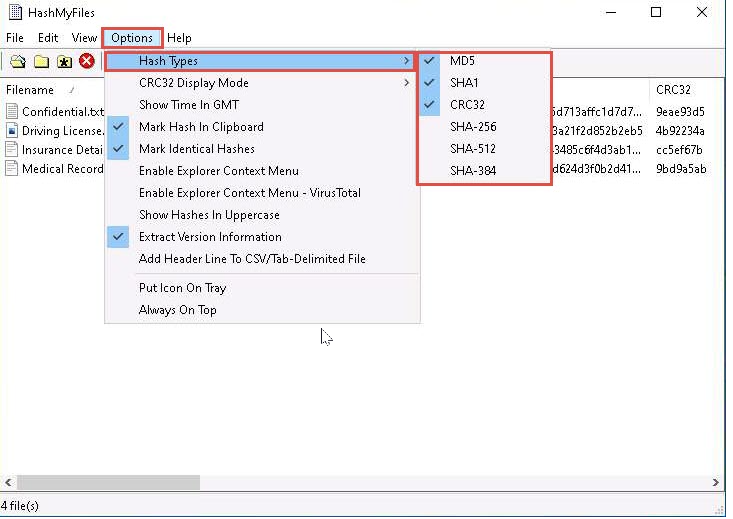 HashMyFiles
File Edit View Options Help
Hash Types
CRC32 Display Mode
Show Time In GMT
Mark Hash In Clipboard
Mark Identical Hashes
Enable Explorer Context Menu
Enable Explorer Context Menu - VirusTotal
Show Hashes In Uppercase
Extract Version Information
Add Header Line To CSV/Tab-Delimited File
Put Icon On Tray
Always On Top
MD5
SHA1
CRC32
SHA-256
SHA-512
SHA-384
Filename CRC32
Confidential.txt 5d713affc1d7d7... 9eae93d5
Driving License. 3a21f2d852b2eb5 4b92234a
Insurance Detai 3485c6f4d3ab1... cc5ef67b
Medical Record d624d3f0b2d41... 9bd9a5ab
4 file(s)